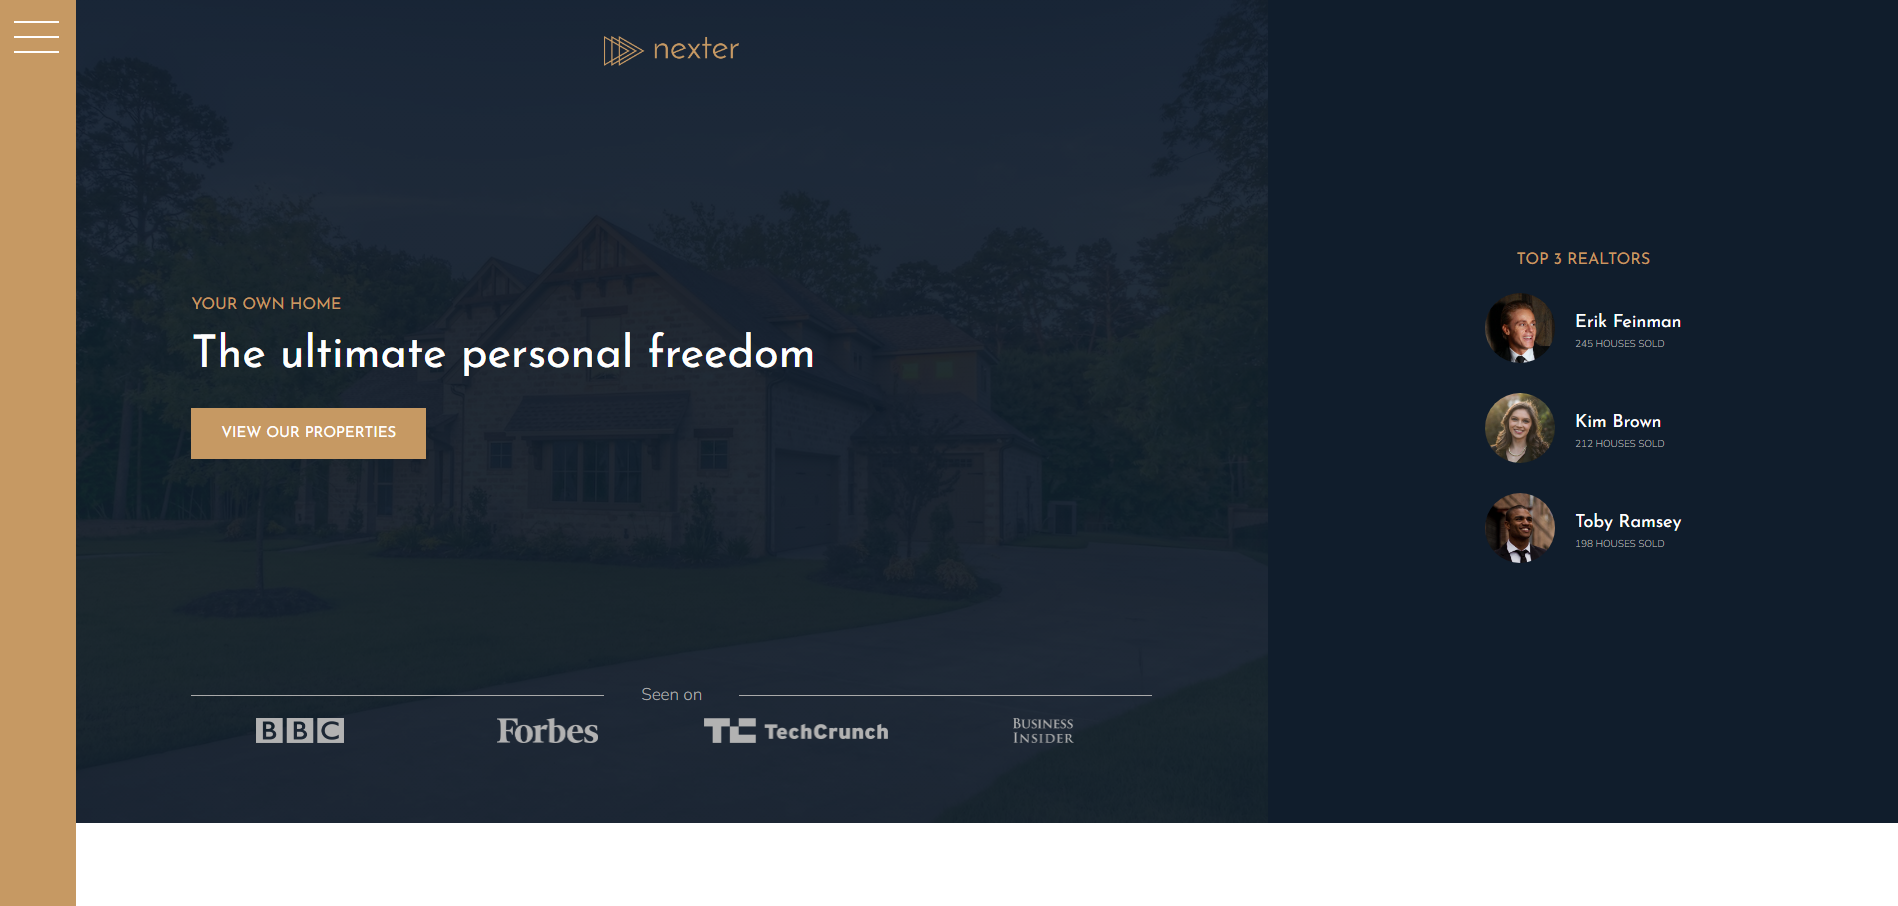 nexter
YOUR OWN HOME
The ultimate personal freedom
VIEW OUR PROPERTIES
Seen on
BBC
Forbes
TC TechCrunch
BUSINESS
INSIDER
TOP 3 REALTORS
Erik Feinman
245 HOUSES SOLD
Kim Brown
212 HOUSES SOLD
Toby Ramsey
198 HOUSES SOLD